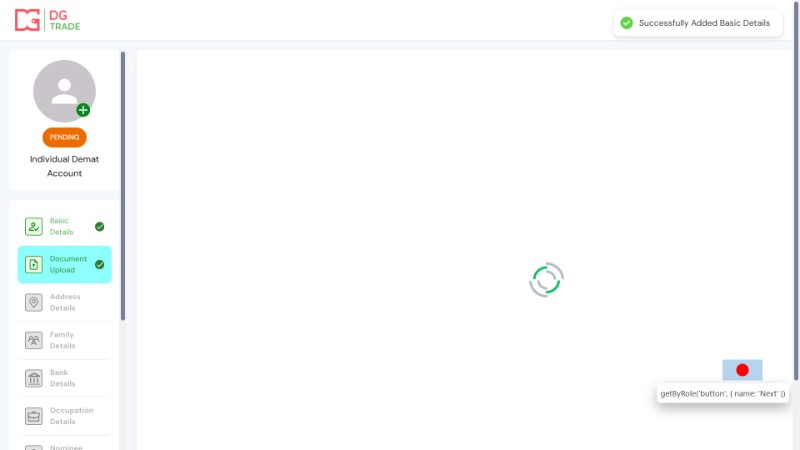 DG
TRADE
Successfully Added Basic Details
PENDING
Individual Demat
Account
Basic
Details
Document
Upload
Address
Details
Family
Details
Bank
Details
Occupation
Details
Nominee
getByRole('button', { name: 'Next' })